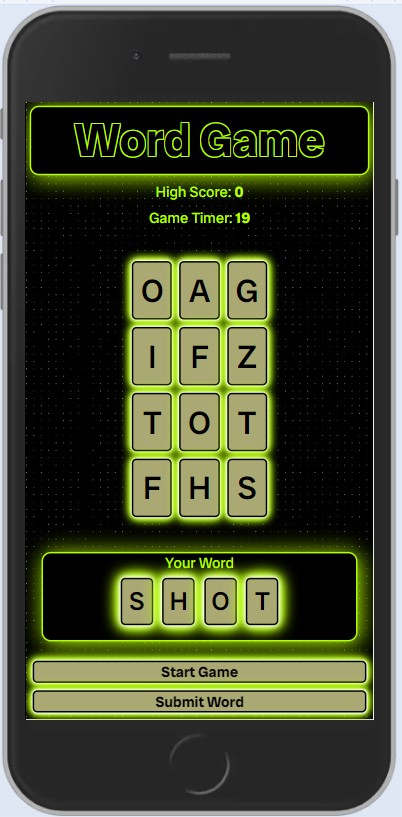 Word Game
High Score: 0
Game Timer: 19
O A G
I F Z
T O T
F H S
Your Word
S H O T
Start Game
Submit Word